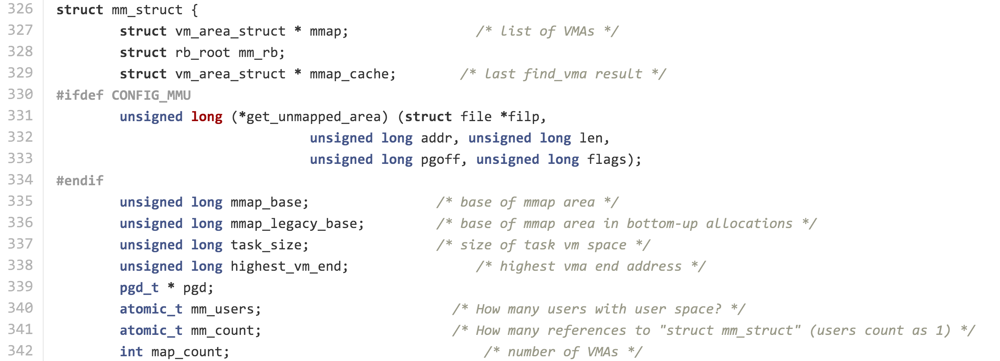 326 struct mm_struct {
327 struct vm_area_struct * mmap; /* list of VMAs */
328 struct rb_root mm_rb;
329 struct vm_area_struct * mmap_cache; /* last find_vma result */
330 #ifdef CONFIG_MMU
331 unsigned long (*get_unmapped_area) (struct file *filp,
332 unsigned long addr, unsigned long len,
333 unsigned long pgoff, unsigned long flags);
334 #endif
335 unsigned long mmap_base; /* base of mmap area */
336 unsigned long mmap_legacy_base; /* base of mmap area in bottom-up allocations */
337 unsigned long task_size; /* size of task vm space */
338 unsigned long highest_vm_end; /* highest vma end address */
339 pgd_t * pgd;
340 atomic_t mm_users; /* How many users with user space? */
341 atomic_t mm_count; /* How many references to "struct mm_struct" (users count as 1) */
342 int map_count; /* number of VMAs */